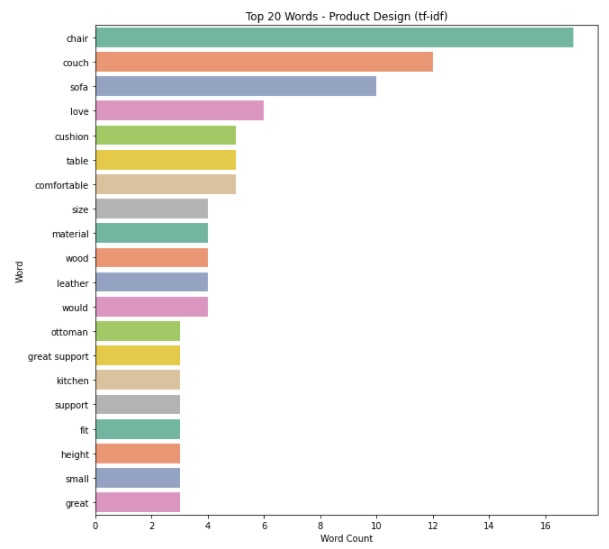 Top 20 Words - Product Design (tf-idf)
chair
couch
sofa
love
cushion
table
comfortable
size
material
wood
leather
would
ottoman
great support
kitchen
support
fit
height
small
great
Word
0 2 4 6 8 10 12 14 16
Word Count